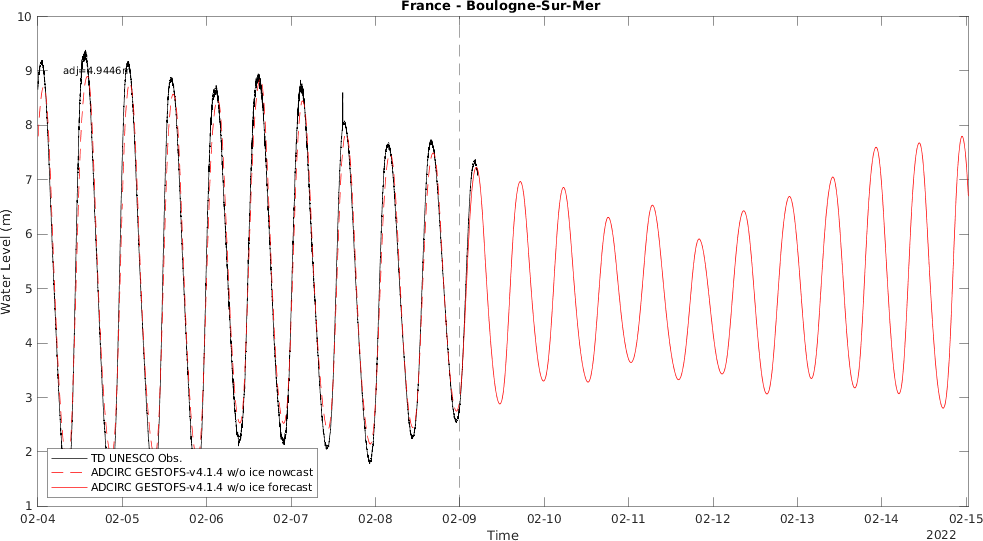 France - Boulogne-Sur-Mer
10
9
8
7
6
5
4
3
2
1
Water Level (m)
adj=4.9446m
TD UNESCO Obs.
ADCIRC GESTOFS-v4.1.4 w/o ice nowcast
ADCIRC GESTOFS-v4.1.4 w/o ice forecast
02-04 02-05 02-06 02-07 02-08 02-09 02-10 02-11 02-12 02-13 02-14 02-15
Time
2022